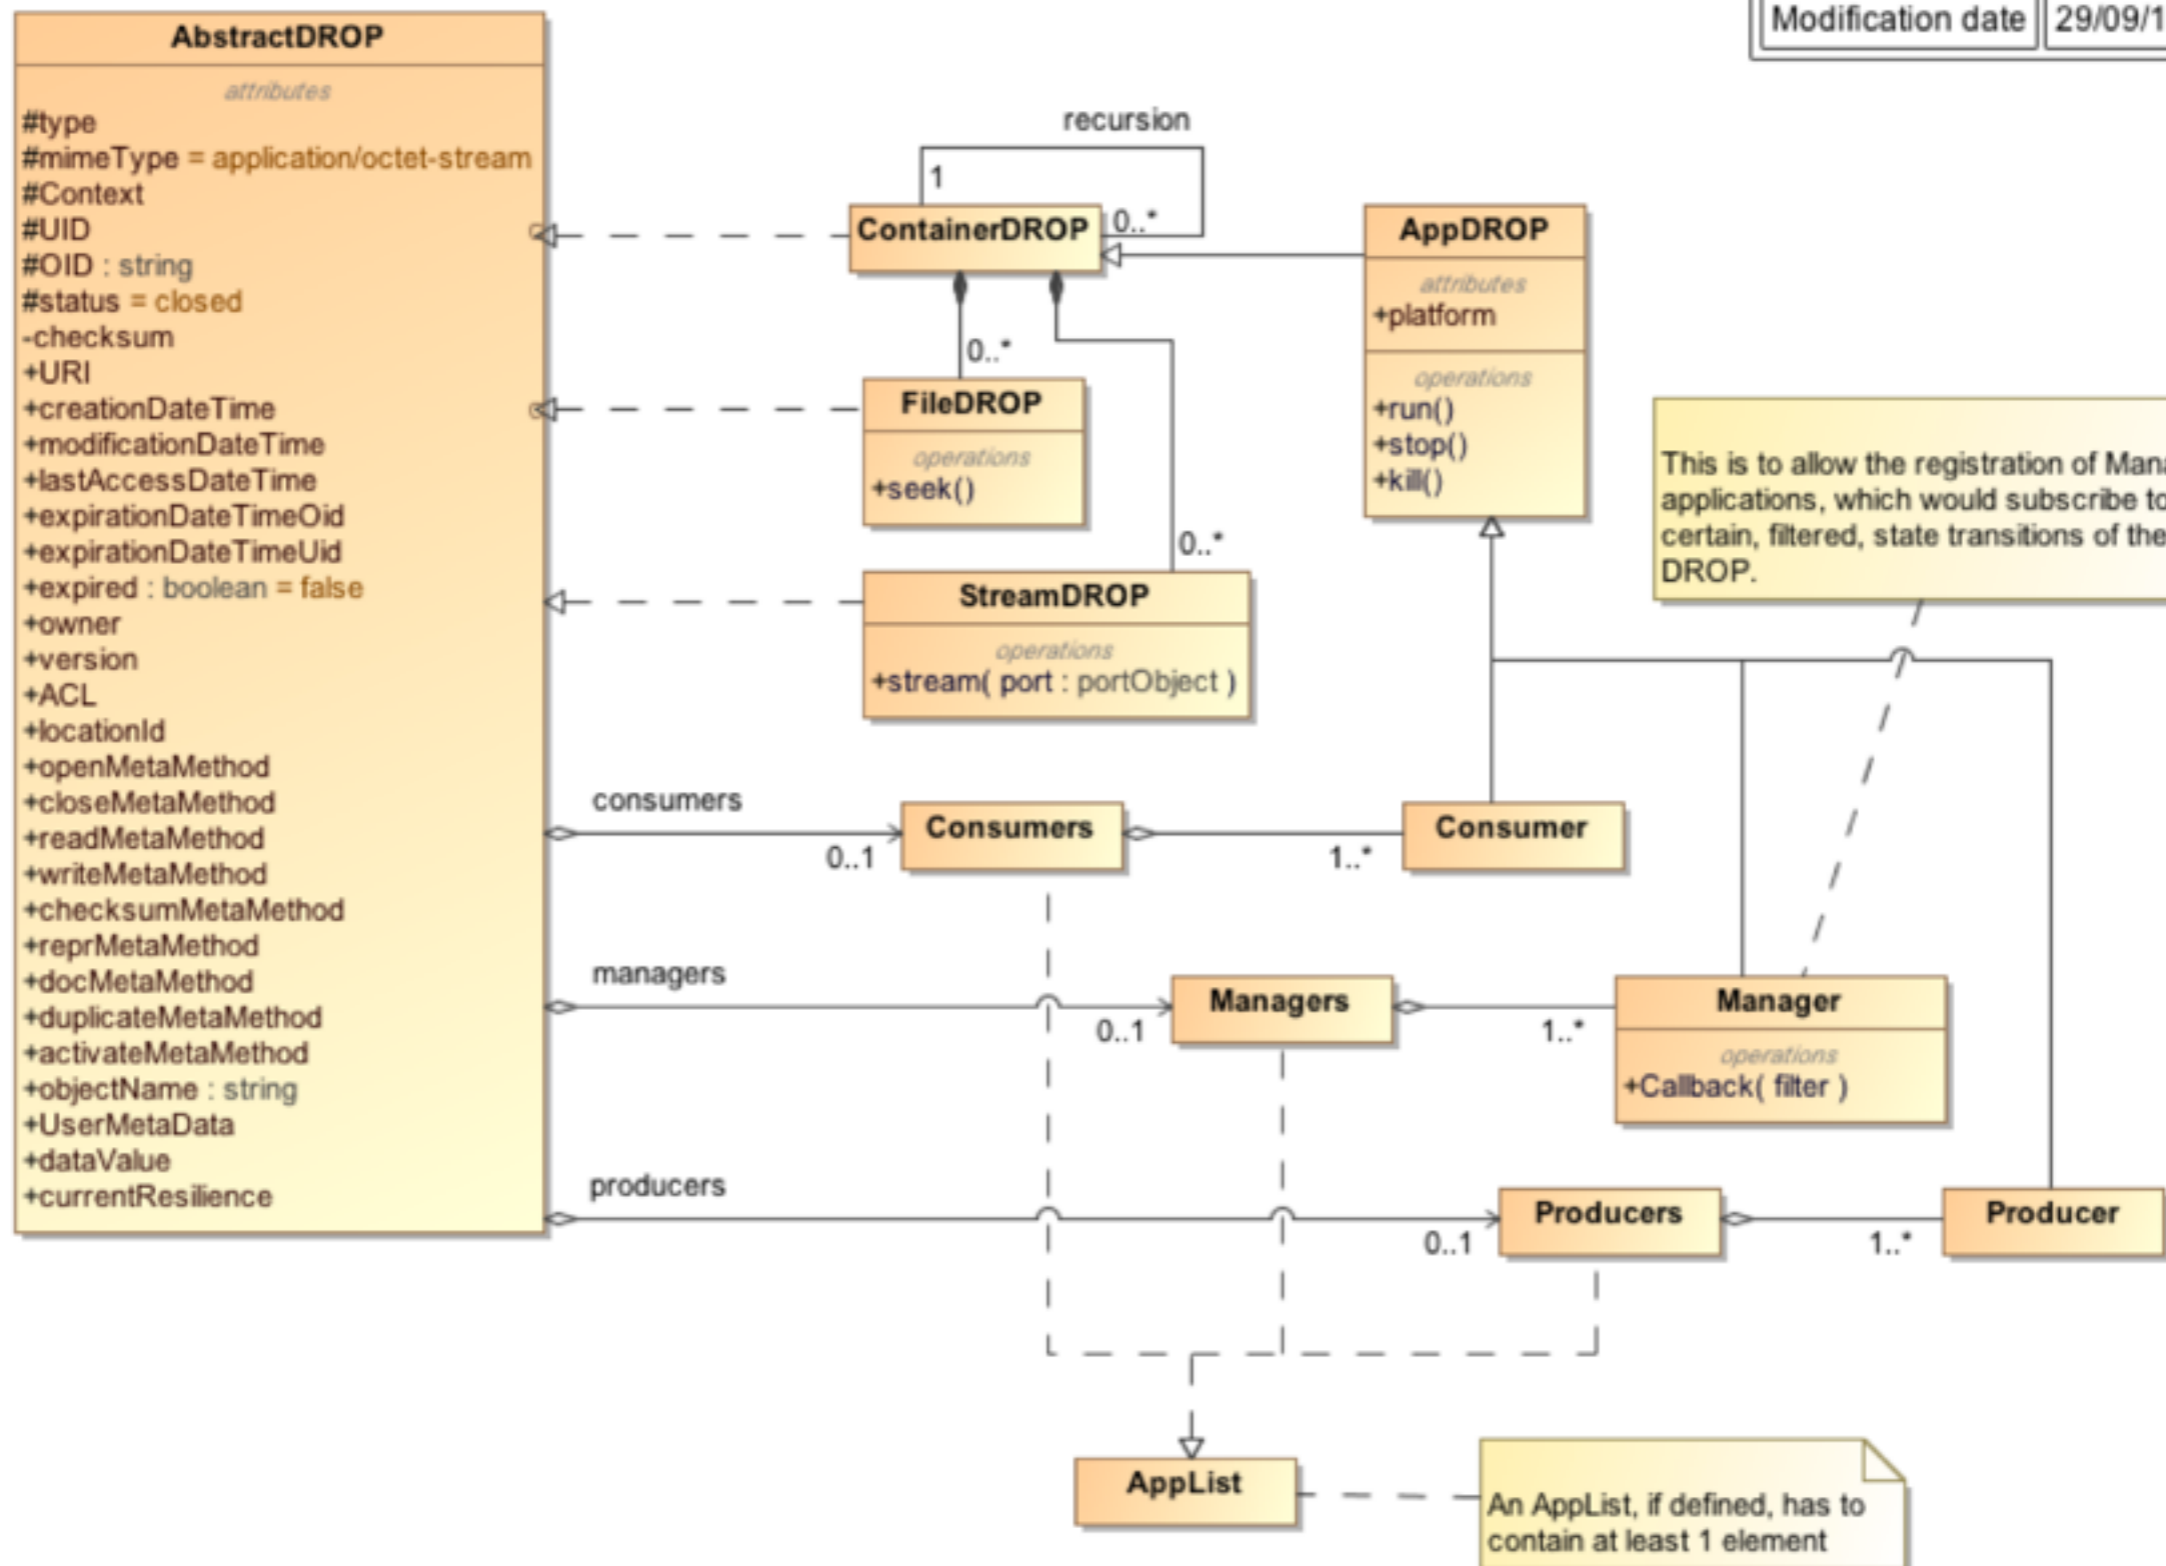 Modification date 29/09/1
AbstractDROP
attributes
#type
#mimeType = application/octet-stream
#Context
#UID
#OID : string
#status = closed
-checksum
+URI
+creationDateTime
+modificationDateTime
+lastAccessDateTime
+expirationDateTimeOid
+expirationDateTimeUid
+expired : boolean = false
+owner
+version
+ACL
+locationId
+openMetaMethod
+closeMetaMethod
+readMetaMethod
+writeMetaMethod
+checksumMetaMethod
+reprMetaMethod
+docMetaMethod
+duplicateMetaMethod
+activateMetaMethod
+objectName : string
+UserMetaData
+dataValue
+currentResilience
recursion
1
0..*
ContainerDROP
0..*
FileDROP
operations
+seek()
0..*
StreamDROP
operations
+stream( port : portObject )
AppDROP
attributes
+platform
operations
+run()
+stop()
+kill()
This is to allow the registration of Mana
applications, which would subscribe to
certain, filtered, state transitions of the
DROP.
consumers
0..1
Consumers
1..*
Consumer
managers
0..1
Managers
1..*
Manager
operations
+Callback( filter )
producers
0..1
Producers
1..*
Producer
AppList
An AppList, if defined, has to
contain at least 1 element